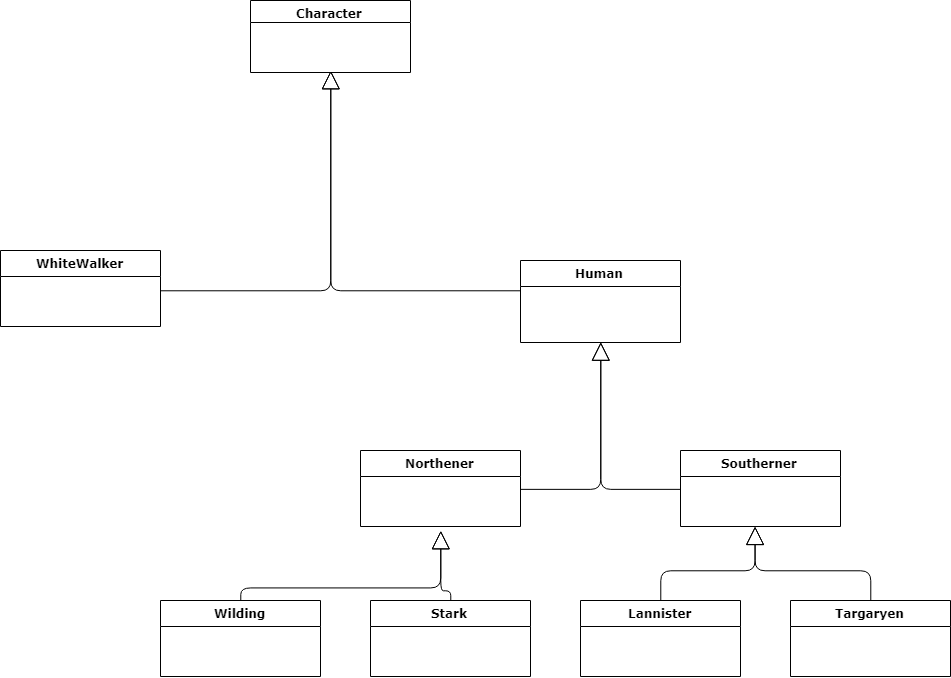 Character
WhiteWalker
Human
Northener
Southerner
Wilding
Stark
Lannister
Targaryen